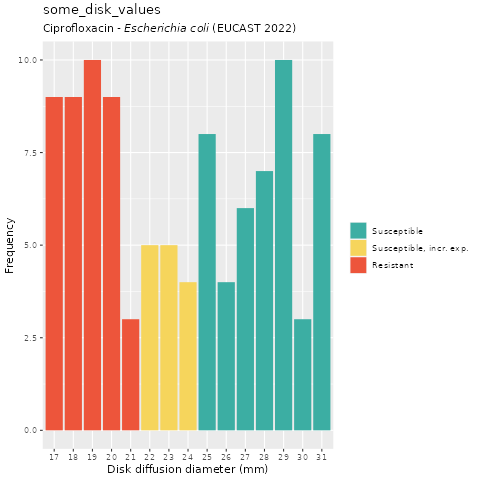 some_disk_values
Ciprofloxacin - Escherichia coli (EUCAST 2022)
10.0
7.5
5.0
2.5
0.0
Frequency
17 18 19 20 21 22 23 24 25 26 27 28 29 30 31
Disk diffusion diameter (mm)
Susceptible
Susceptible, incr. exp.
Resistant